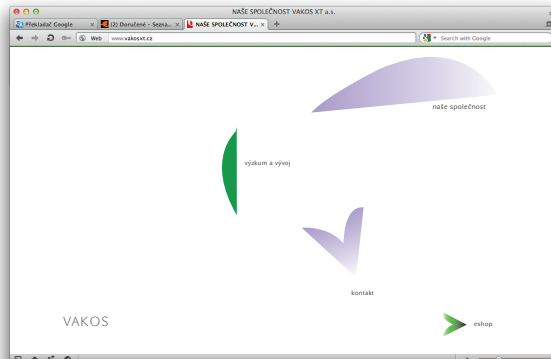 NAŠE SPOLEČNOST VAKOS XT a.s.
Překladač Google
(2) Doručené – Sezna...
NAŠE SPOLEČNOST V...
Web www.vakosxt.cz
Search with Google
naše společnost
výzkum a vývoj
kontakt
VAKOS
eshop